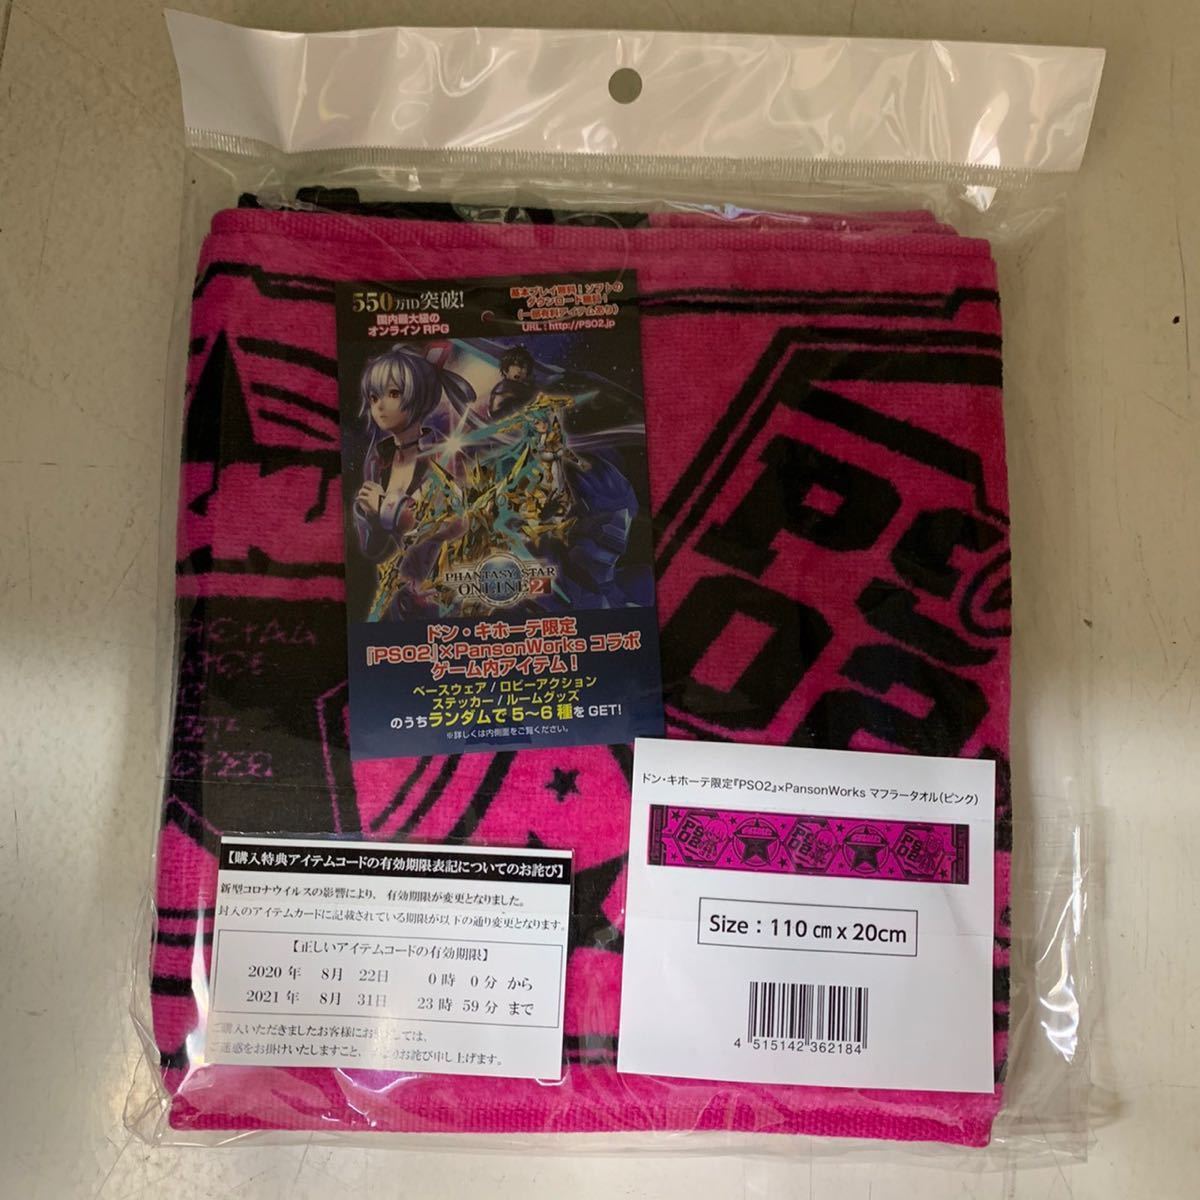 550万ID突破!
国内最大級の
オンラインRPG
基本プレイ無料!ソフトの
ダウンロード無料!
(一部有料アイテムあり)
URL:http://PSO2.jp
PHANTASY STAR
ONLINE 2
ドン・キホーテ限定
『PSO2』×PansonWorks コラボ
ゲーム内アイテム!
ベースウェア/ロビーアクション
ステッカー/ルームグッズ
のうちランダムで5〜6種をGET!
※詳しくは内側面をご覧ください。
PSO2
【購入特典アイテムコードの有効期限表記についてのお詫び】
新型コロナウイルスの影響により、有効期限が変更となりました。
封入のアイテムカードに記載されている期限が以下の通り変更となります。
【正しいアイテムコードの有効期限】
2020年 8月 22日 0時 0分 から
2021年 8月 31日 23時 59分 まで
ご購入いただきましたお客様に
ご迷惑をお掛けいたしますこと、
お詫び申し上げます。
ドン・キホーテ限定『PSO2』×PansonWorks マフラータオル(ピンク)
Size：110㎝x20cm
4 515142 362184